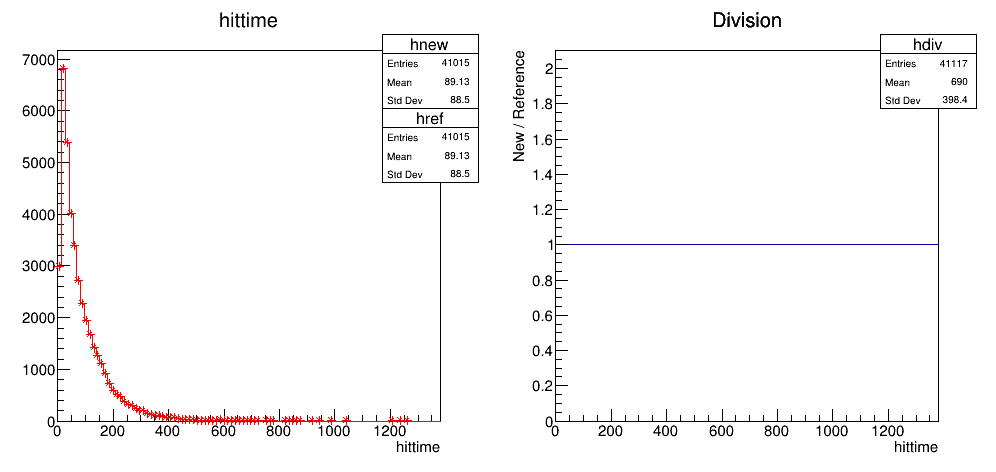 hittime
hnew
Entries 41015
Mean 89.13
Std Dev 88.5
href
Entries 41015
Mean 89.13
Std Dev 88.5
7000
6000
5000
4000
3000
2000
1000
0
0 200 400 600 800 1000 1200
hittime
Division
hdiv
Entries 41117
Mean 690
Std Dev 398.4
New / Reference
2
1.8
1.6
1.4
1.2
1
0.8
0.6
0.4
0.2
0
0 200 400 600 800 1000 1200
hittime